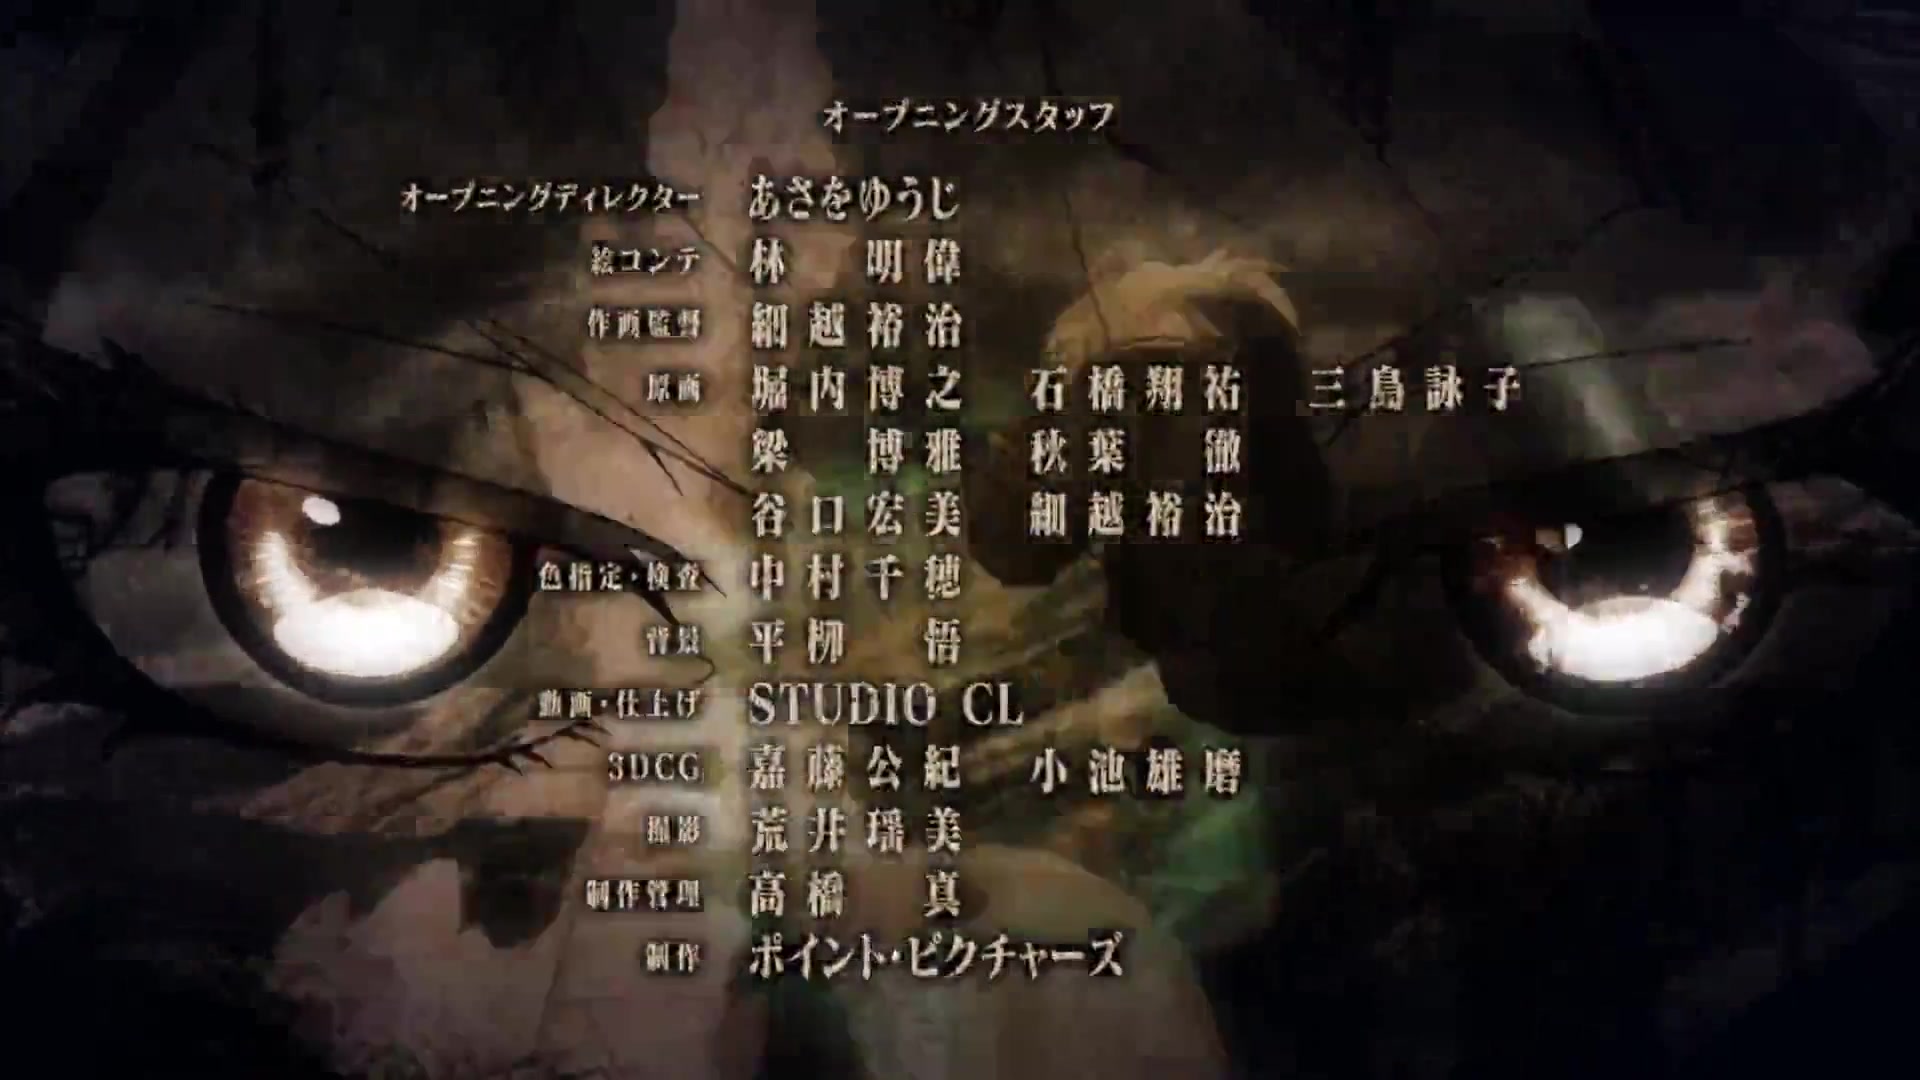 オープニングスタッフ
オープニングディレクター あさをゆうじ
絵コンテ 林 明偉
作画監督 細越裕治
原画 堀内博之 石橋翔祐 三島詠子
梁 博雅 秋葉 徹
谷口宏美 細越裕治
色指定・検査 中村千穂
背景 平栁 悟
動画・仕上げ STUDIO CL
3DCG 嘉藤公紀 小池雄磨
撮影 荒井瑶美
制作管理 高橋 真
制作 ポイント・ピクチャーズ